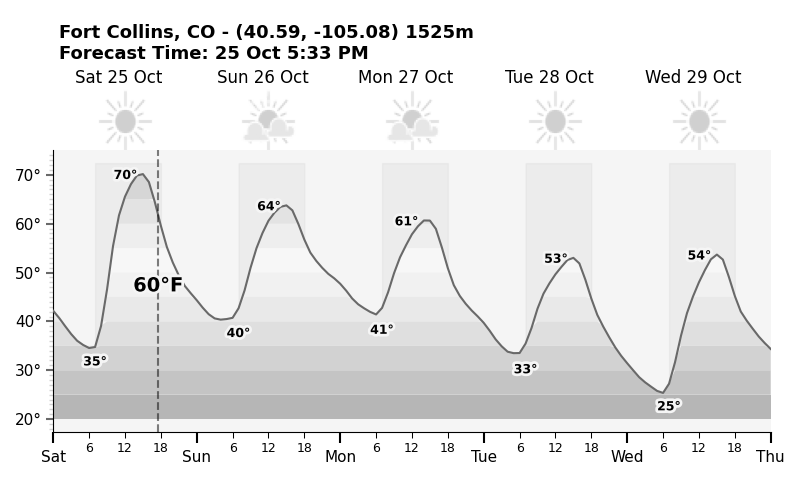 Fort Collins, CO - (40.59, -105.08) 1525m
Forecast Time: 25 Oct 5:33 PM
Sat 25 Oct Sun 26 Oct Mon 27 Oct Tue 28 Oct Wed 29 Oct
70°
60°
50°
40°
30°
20°
70° 64° 61° 53° 54°
60°F
35° 40° 41° 33° 25°
6 12 18 6 12 18 6 12 18 6 12 18 6 12 18
Sat Sun Mon Tue Wed Thu